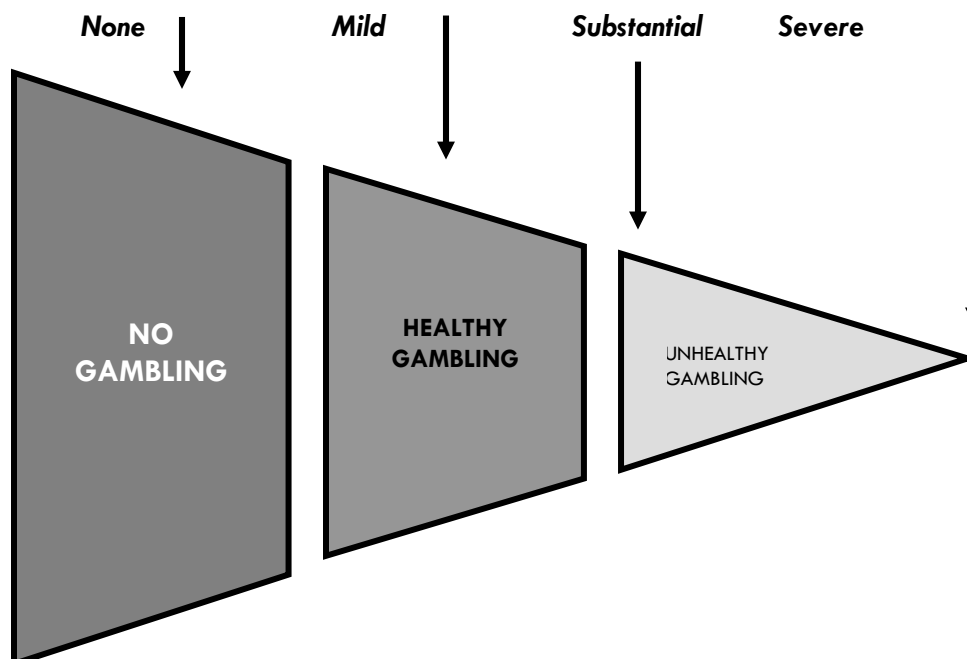 None Mild Substantial Severe
NO
GAMBLING
HEALTHY
GAMBLING
UNHEALTHY
GAMBLING